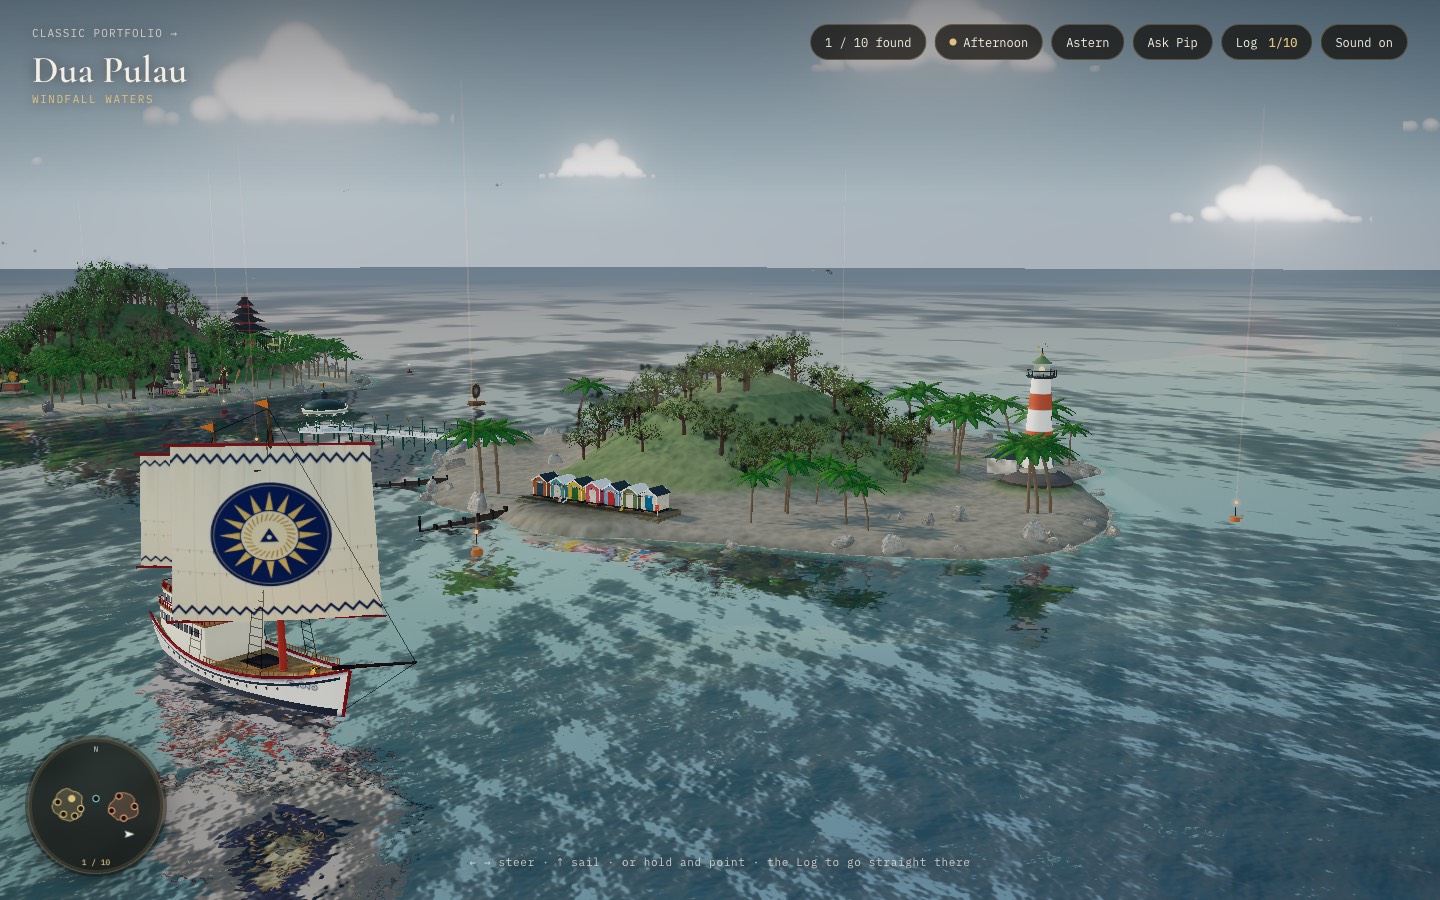 CLASSIC PORTFOLIO →
Dua Pulau
WINDFALL WATERS
1 / 10 found
Afternoon
Astern
Ask Pip
Log 1/10
Sound on
N
1 / 10
← → steer · ↑ sail · or hold and point · the Log to go straight there